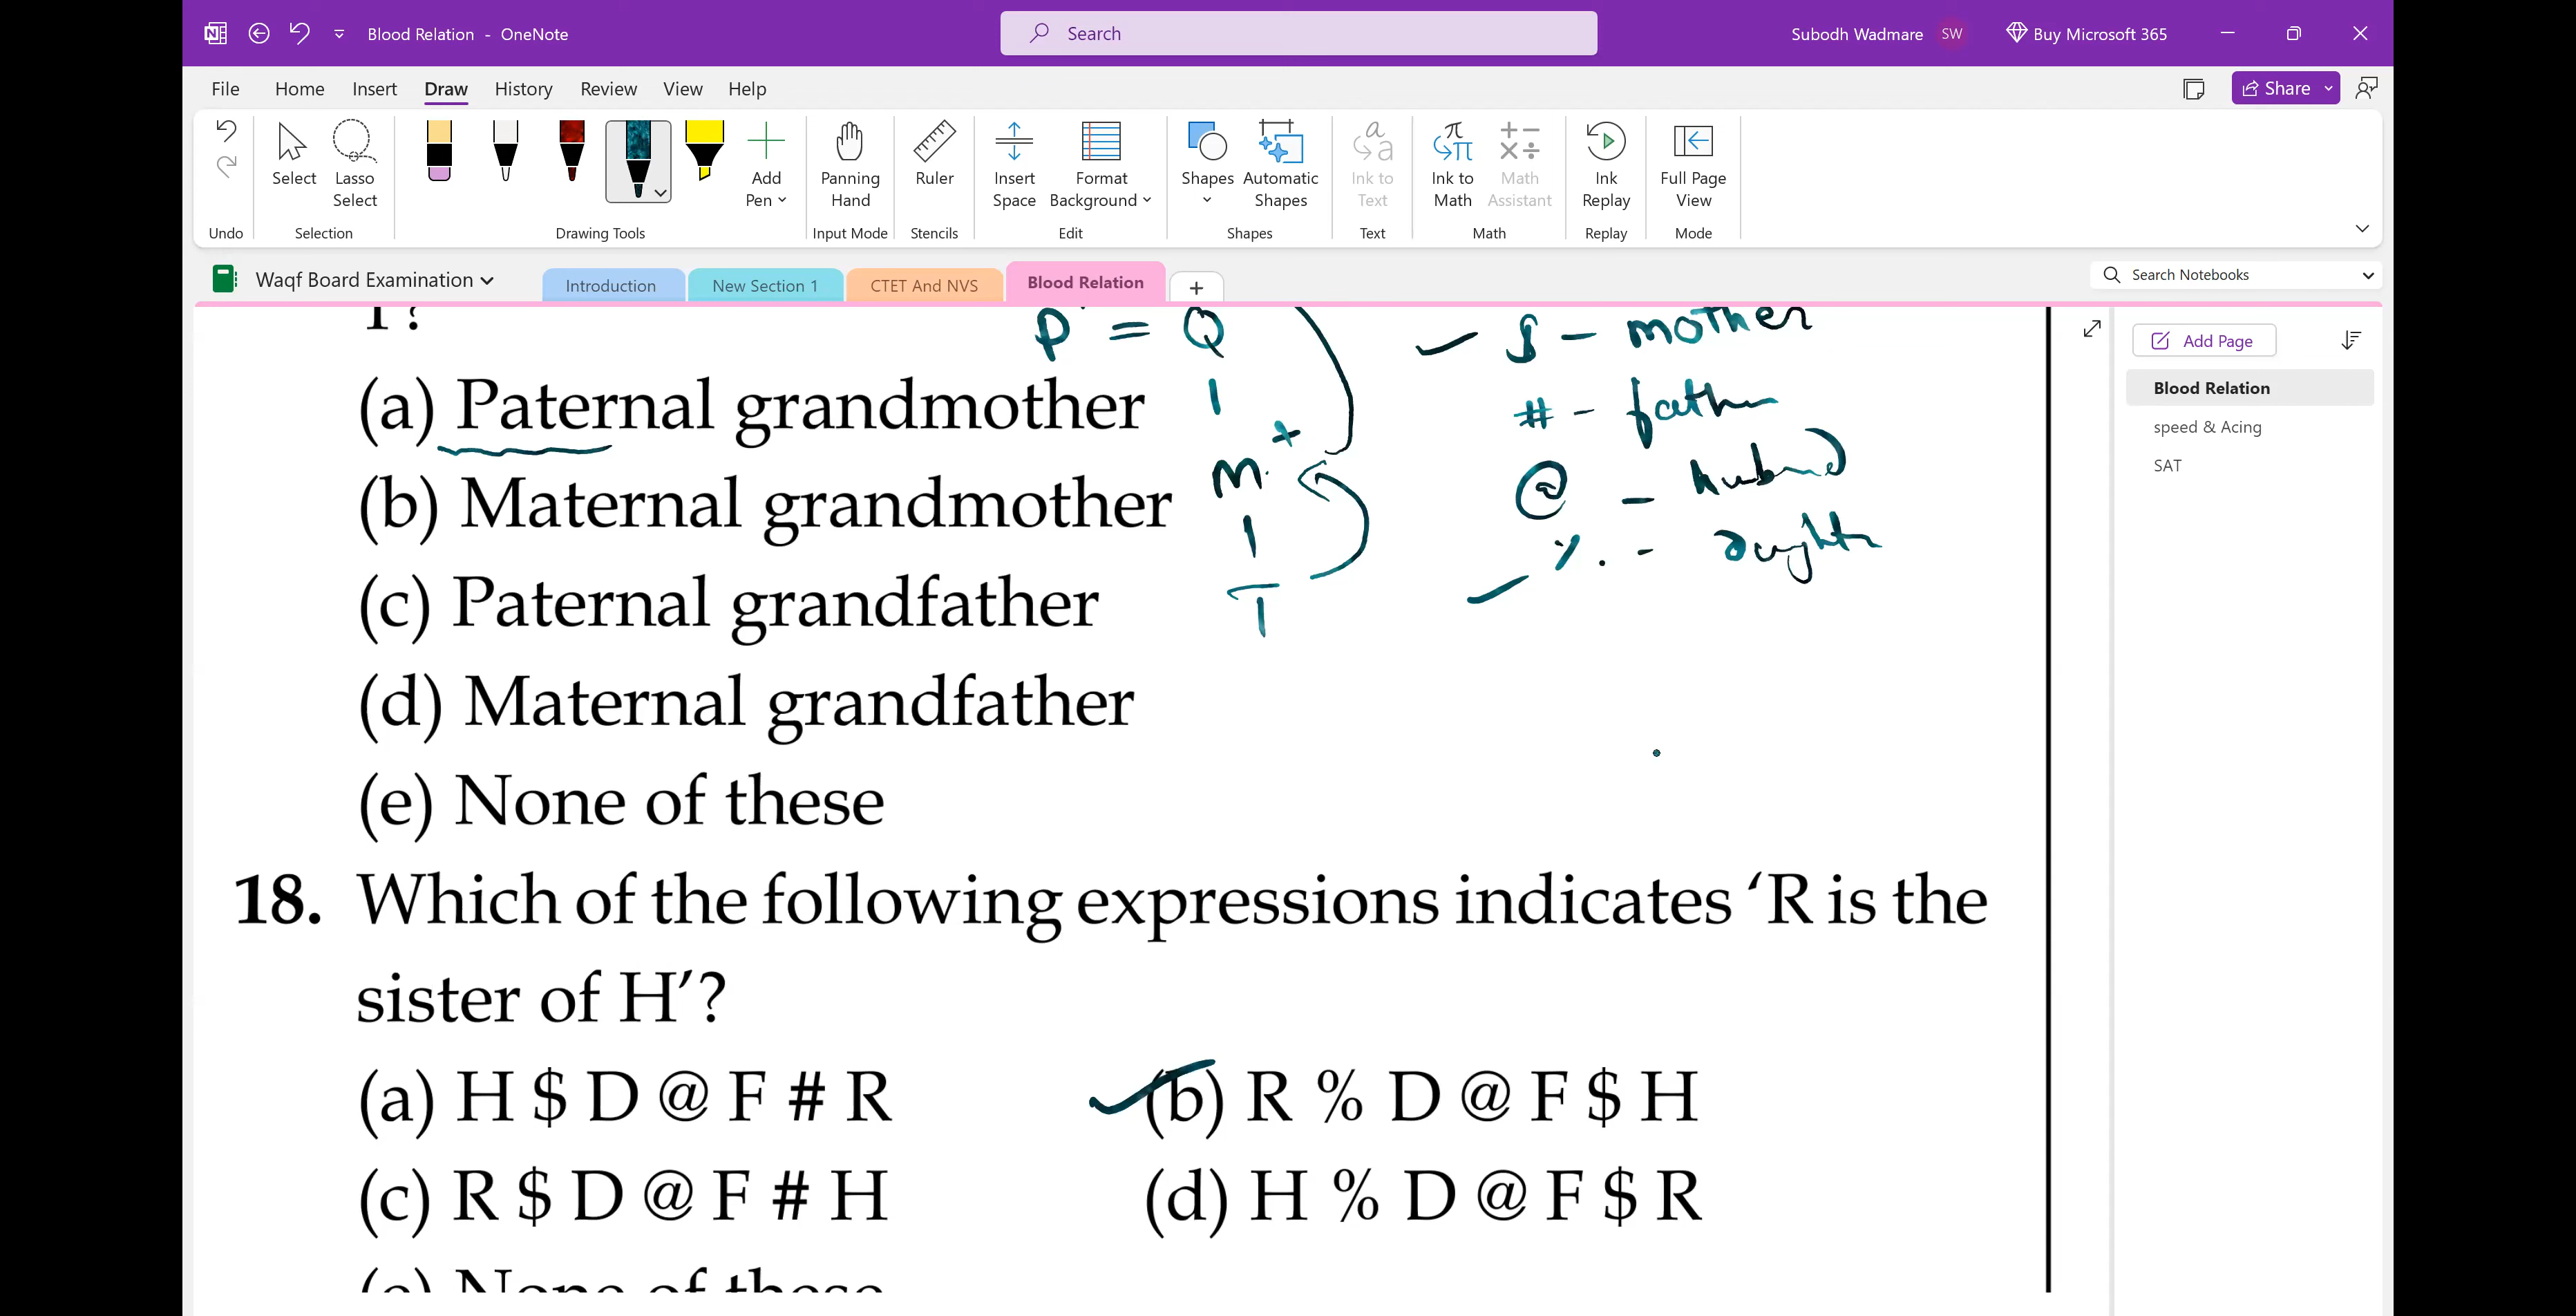 Blood Relation - OneNote
Search
Subodh Wadmare SW
Buy Microsoft 365
File Home Insert Draw History Review View Help
Share
Select
Lasso Select
Add Pen
Panning Hand
Ruler
Insert Space
Format Background
Shapes
Automatic Shapes
Ink to Text
Ink to Math
Math Assistant
Ink Replay
Full Page View
Undo Selection Drawing Tools Input Mode Stencils Edit Shapes Text Math Replay Mode
Waqf Board Examination
Introduction New Section 1 CTET And NVS Blood Relation +
Search Notebooks
Add Page
Blood Relation
speed & Acing
SAT
P = Q
$ - mother
(a) Paternal grandmother
# -
+
M
@ -
(b) Maternal grandmother
% -
(c) Paternal grandfather
T
(d) Maternal grandfather
(e) None of these
18. Which of the following expressions indicates ‘R is the
sister of H’?
(a) H $ D @ F # R (b) R % D @ F $ H
(c) R $ D @ F # H (d) H % D @ F $ R
(e) None of these